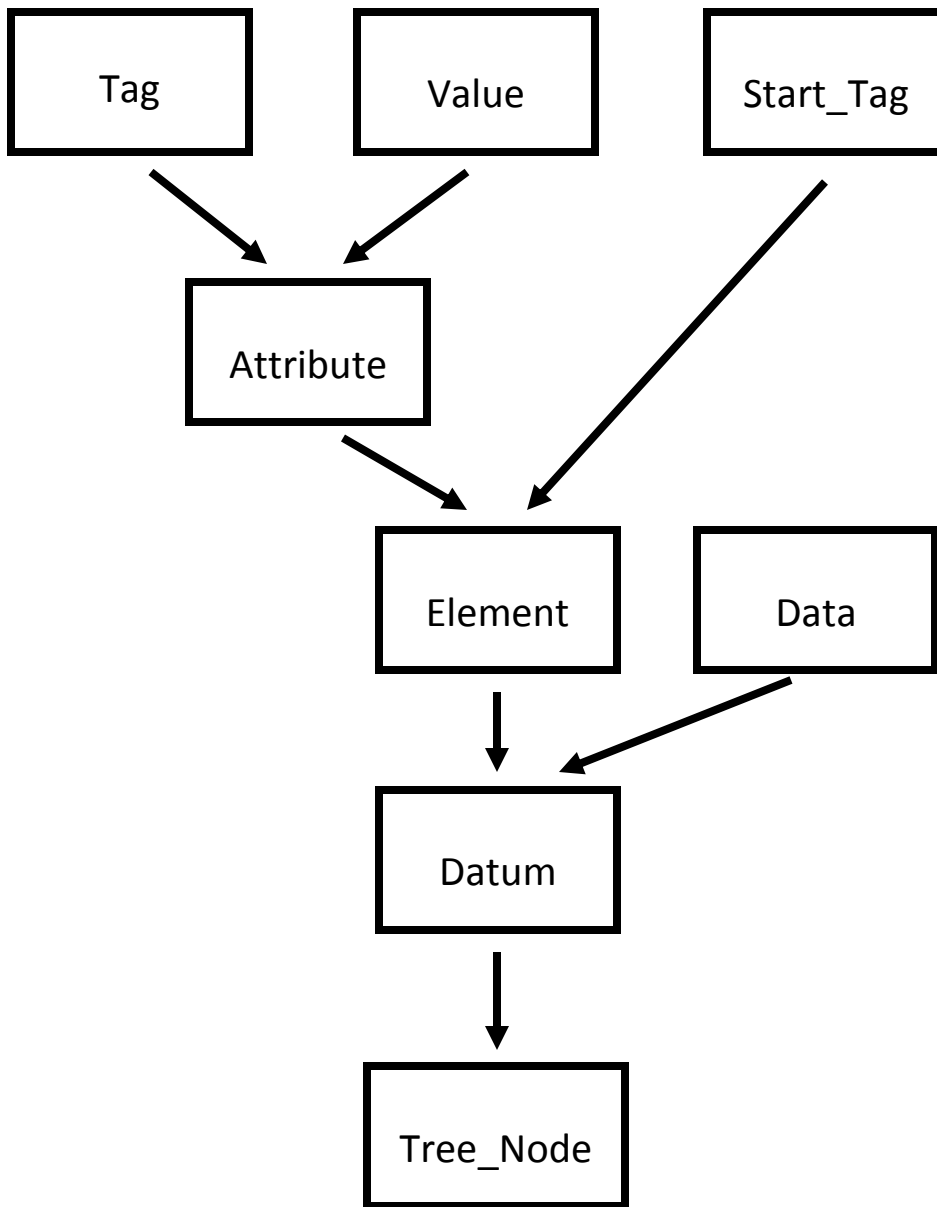 Tag
Value
Start_Tag
Attribute
Element
Data
Datum
Tree_Node